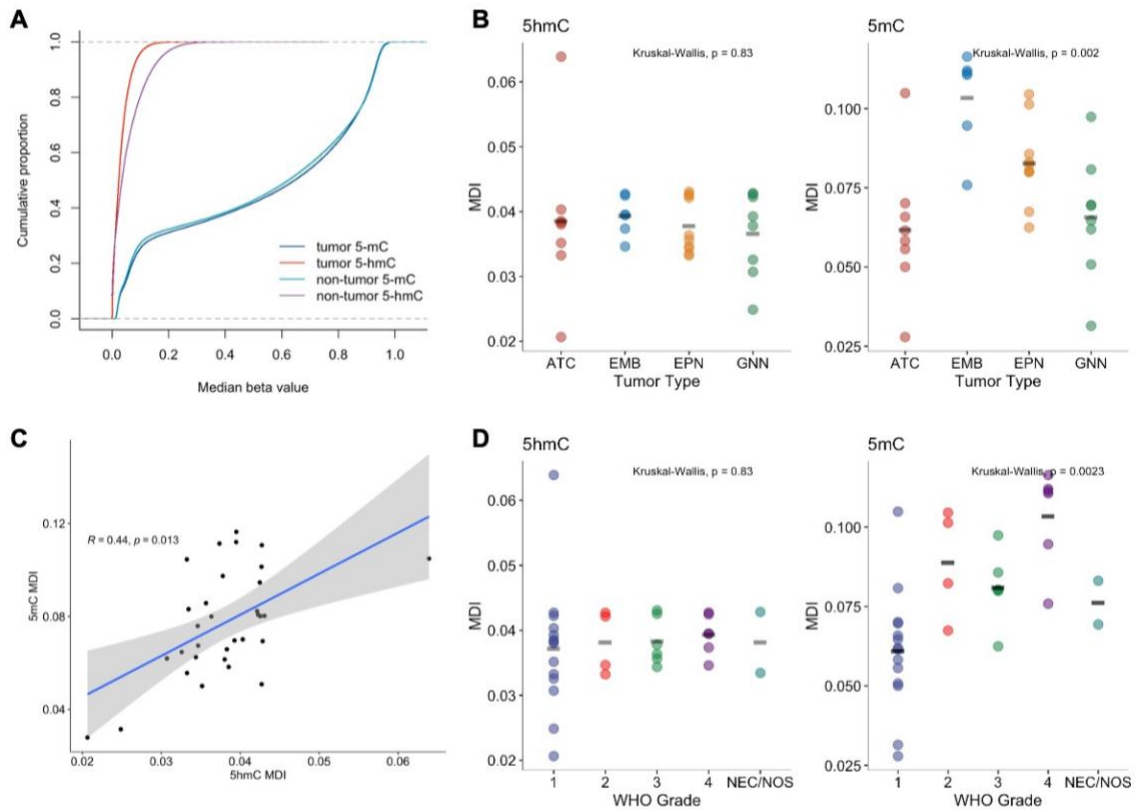 A
Cumulative proportion
1.0
0.8
0.6
0.4
0.2
0.0
tumor 5-mC
tumor 5-hmC
non-tumor 5-mC
non-tumor 5-hmC
0.0 0.2 0.4 0.6 0.8 1.0
Median beta value
B
5hmC
Kruskal-Wallis, p = 0.83
MDI
0.06
0.05
0.04
0.03
0.02
ATC EMB EPN GNN
Tumor Type
5mC
Kruskal-Wallis, p = 0.002
MDI
0.100
0.075
0.050
0.025
ATC EMB EPN GNN
Tumor Type
C
R = 0.44, p = 0.013
5mC MDI
0.12
0.08
0.04
0.02 0.03 0.04 0.05 0.06
5hmC MDI
D
5hmC
Kruskal-Wallis, p = 0.83
MDI
0.06
0.05
0.04
0.03
0.02
1 2 3 4 NEC/NOS
WHO Grade
5mC
Kruskal-Wallis, p = 0.0023
MDI
0.100
0.075
0.050
0.025
1 2 3 4 NEC/NOS
WHO Grade